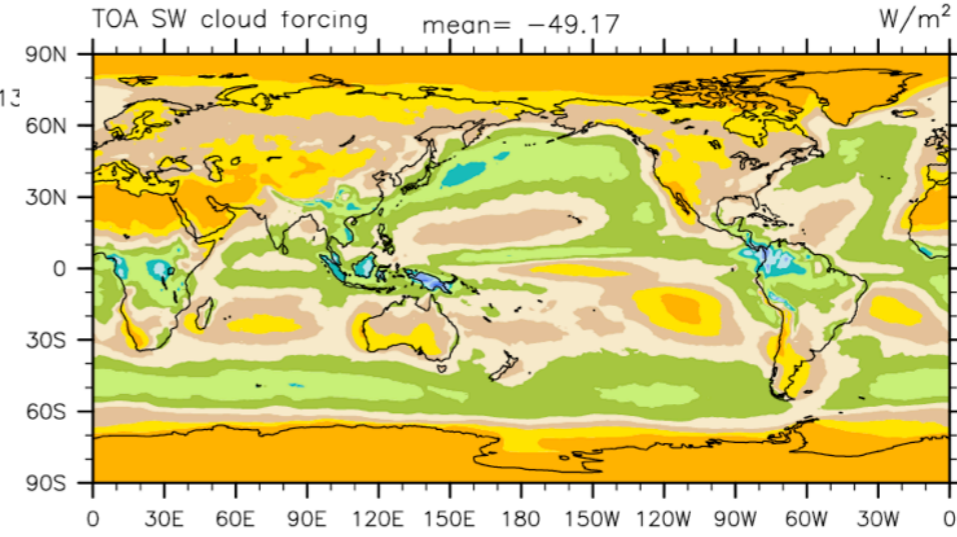 TOA SW cloud forcing mean= −49.17 W/m²
90N
13
60N
30N
0
30S
60S
90S
0 30E 60E 90E 120E 150E 180 150W 120W 90W 60W 30W 0